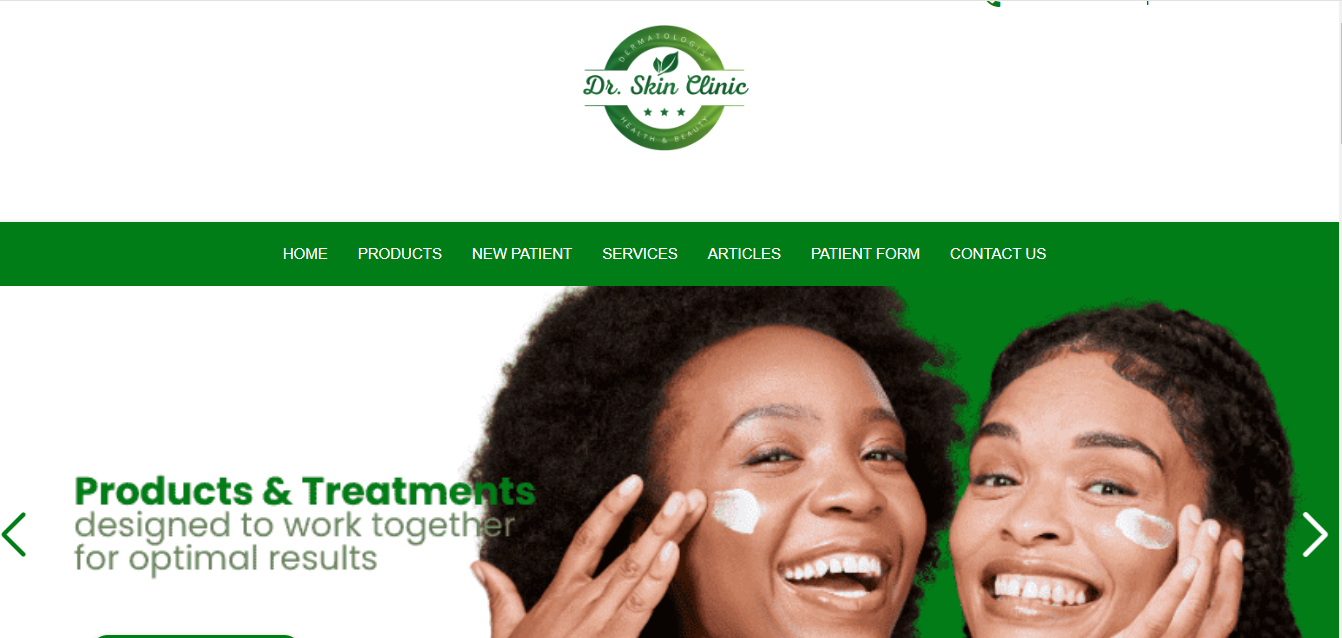 DERMATOLOGIST
Dr. Skin Clinic
HEALTH & BEAUTY
HOME PRODUCTS NEW PATIENT SERVICES ARTICLES PATIENT FORM CONTACT US
Products & Treatments
designed to work together
for optimal results